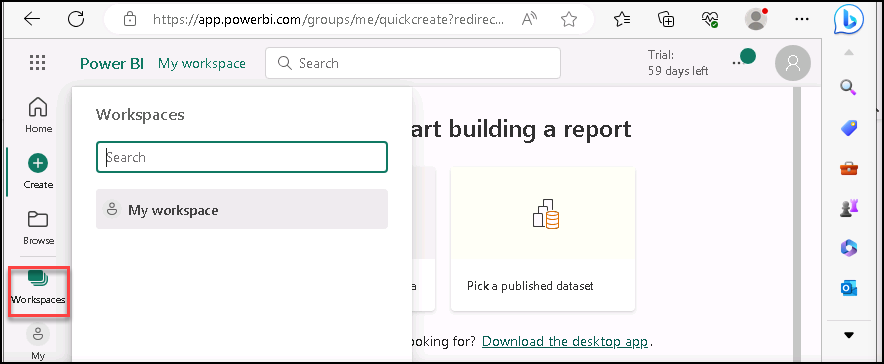 https://app.powerbi.com/groups/me/quickcreate?redirec...
Power BI My workspace Search
Trial:
59 days left
Home
Create
Browse
Workspaces
My
Workspaces
Search
My workspace
art building a report
a
Pick a published dataset
ooking for? Download the desktop app.